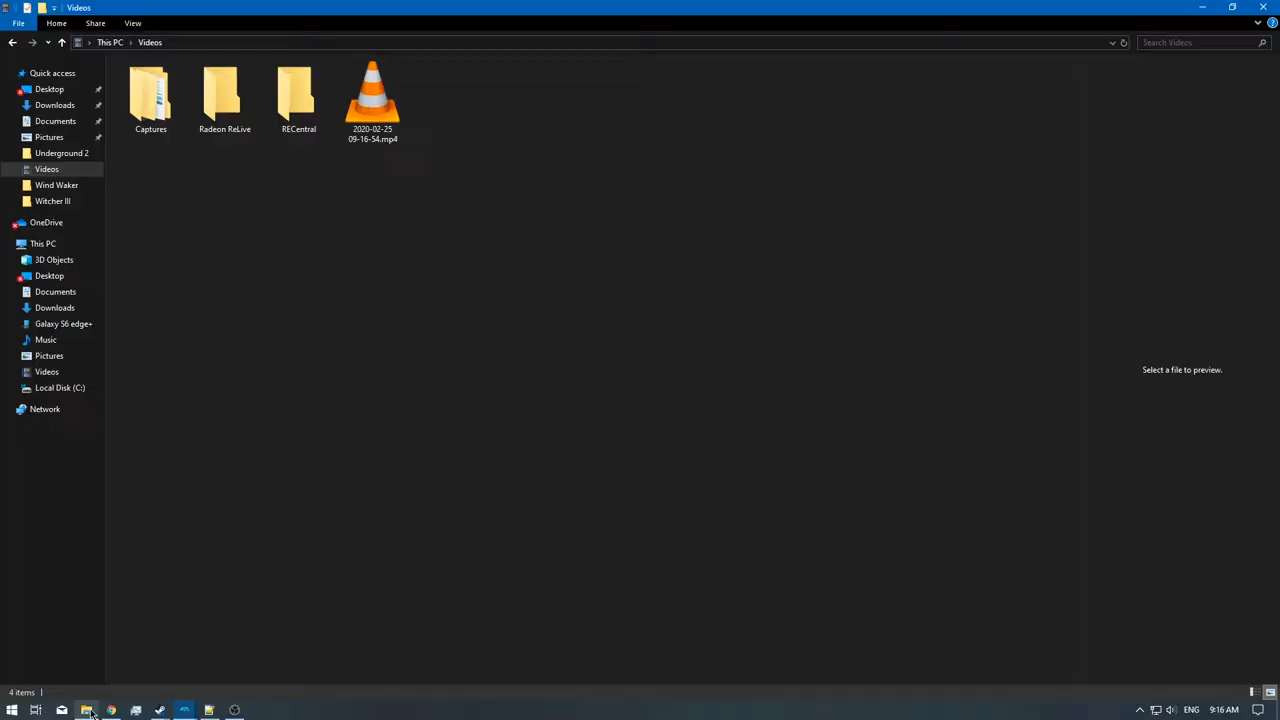 Videos
File Home Share View
This PC Videos
Search Videos
Quick access
Desktop
Downloads
Documents
Pictures
Underground 2
Videos
Wind Waker
Witcher III
OneDrive
This PC
3D Objects
Desktop
Documents
Downloads
Galaxy S6 edge+
Music
Pictures
Videos
Local Disk (C:)
Network
Captures
Radeon ReLive
RECentral
2020-02-25
09-16-54.mp4
Select a file to preview.
4 items
ENG 9:16 AM